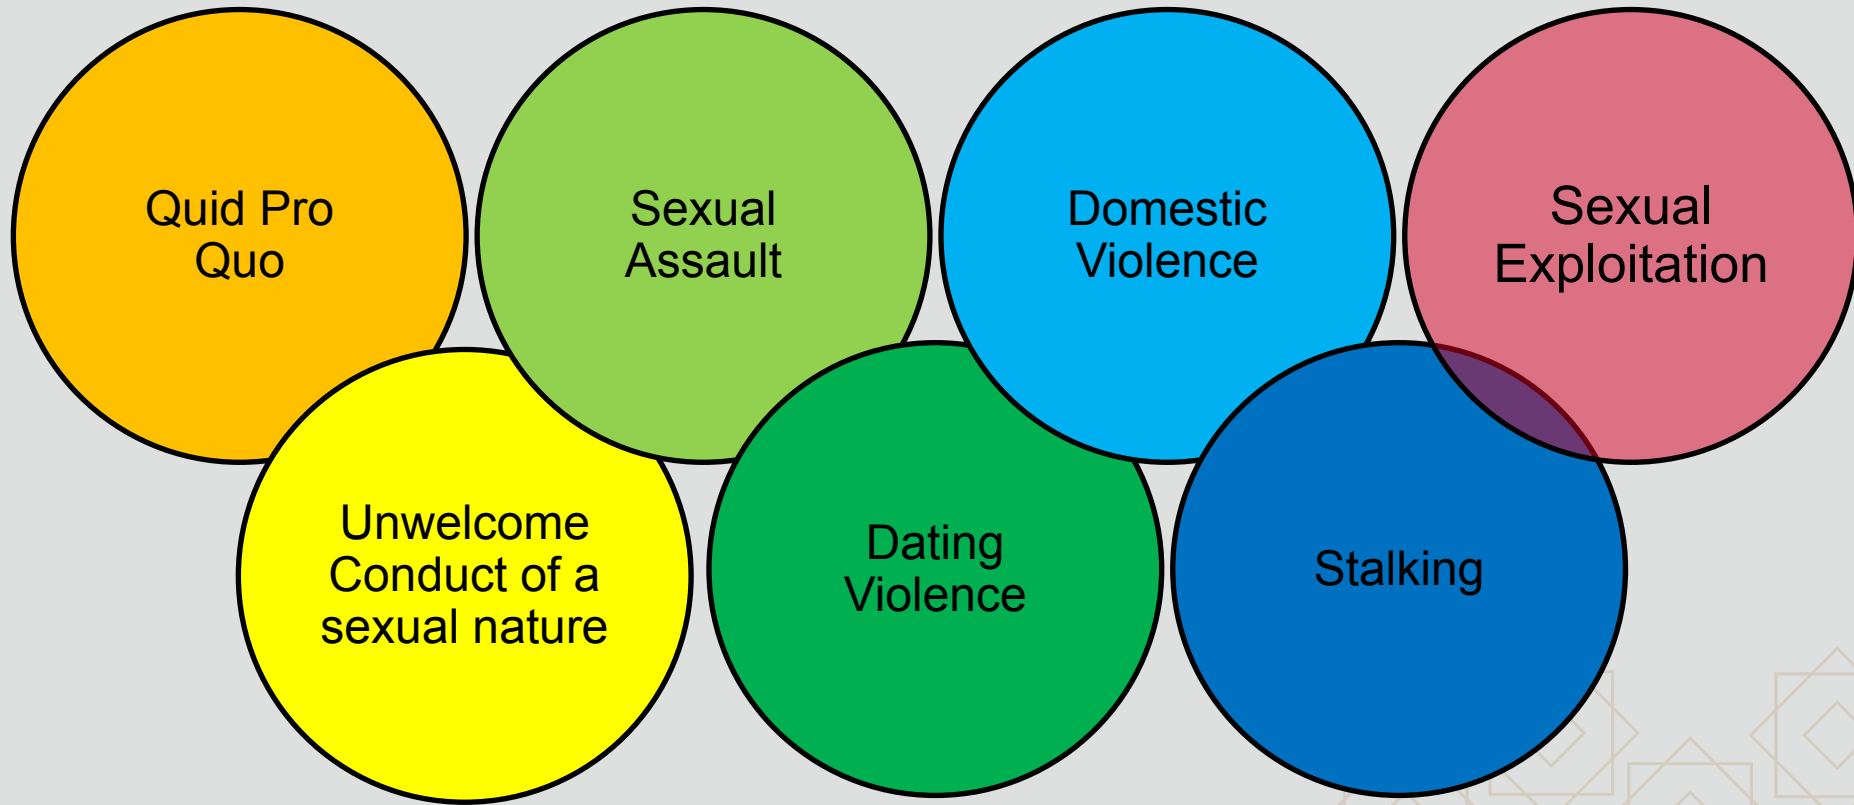 Quid Pro
Quo
Sexual
Assault
Domestic
Violence
Sexual
Exploitation
Unwelcome
Conduct of a
sexual nature
Dating
Violence
Stalking